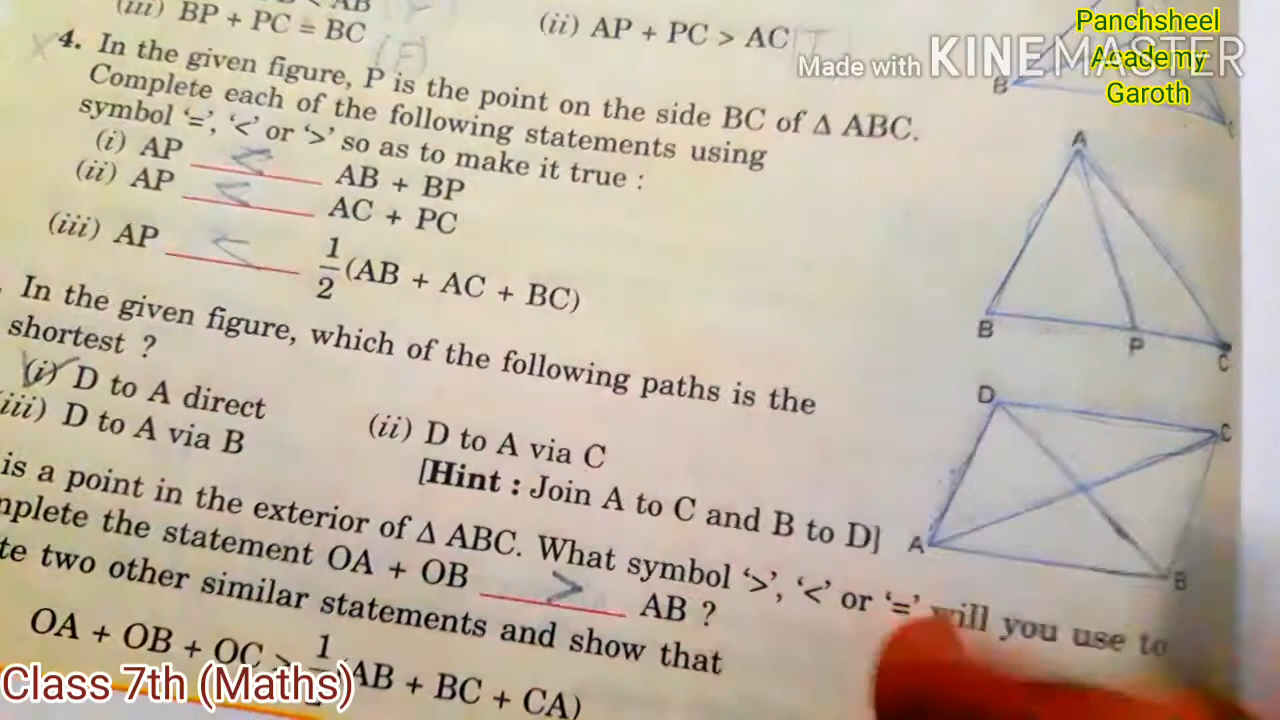 (iii) BP + PC = BC
(ii) AP + PC > AC
(F)
Made with KINEMASTER
Panchsheel
Academy
Garoth
4. In the given figure, P is the point on the side BC of Δ ABC.
Complete each of the following statements using
symbol '=', '<' or '>' so as to make it true :
(i) AP < AB + BP
(ii) AP < AC + PC
(iii) AP < 1/2 (AB + AC + BC)
A
B
P
C
In the given figure, which of the following paths is the
shortest ?
(i) D to A direct
(ii) D to A via C
(iii) D to A via B
[Hint : Join A to C and B to D]
D
C
A
B
is a point in the exterior of Δ ABC. What symbol '>', '<' or '=' will you use to
mplete the statement OA + OB > AB ?
te two other similar statements and show that
OA + OB + OC > 1/2 (AB + BC + CA)
Class 7th (Maths)